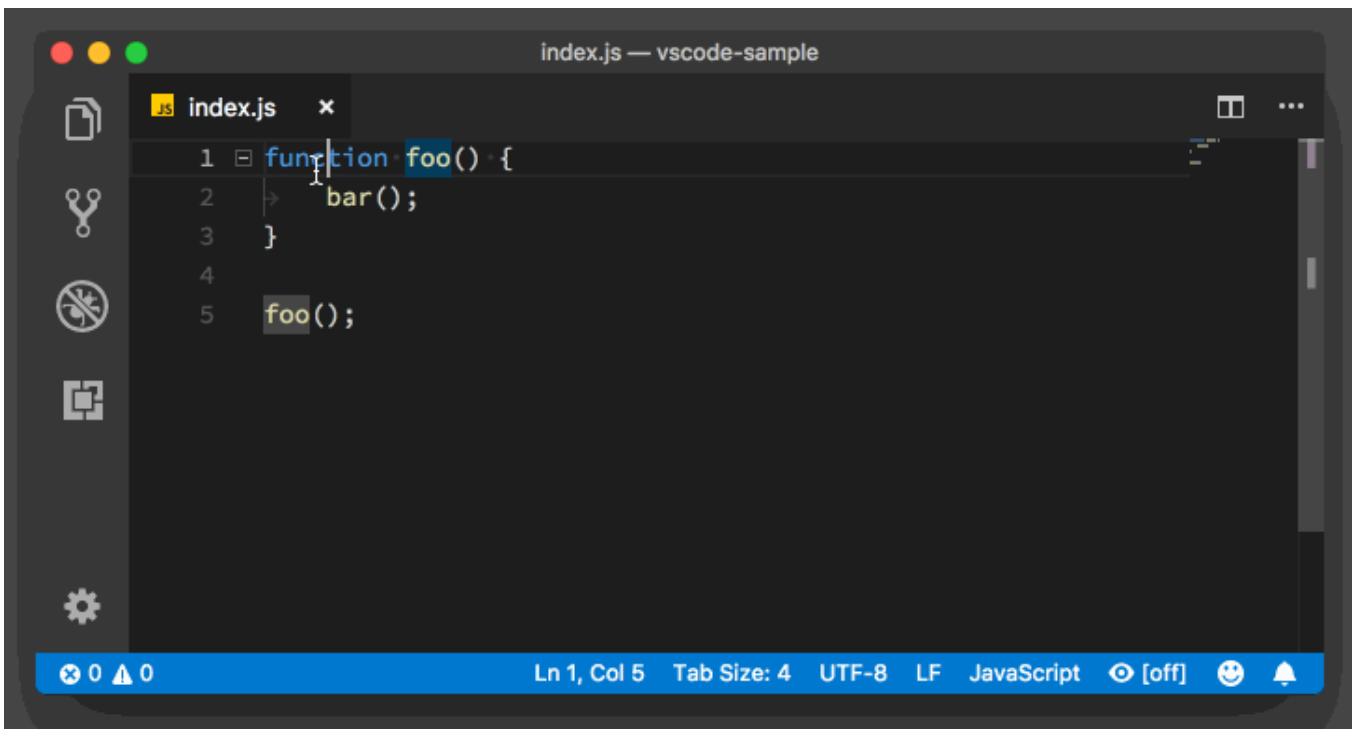 index.js — vscode-sample
JS index.js ×
1 function foo() {
2 bar();
3 }
4
5 foo();
0 0 Ln 1, Col 5 Tab Size: 4 UTF-8 LF JavaScript [off]